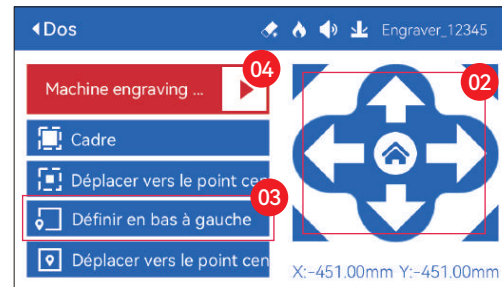 Dos
Engraver_12345
04
02
Machine engraving ...
Cadre
Déplacer vers le point cen
03
Définir en bas à gauche
Déplacer vers le point cen
X:-451.00mm Y:-451.00mm